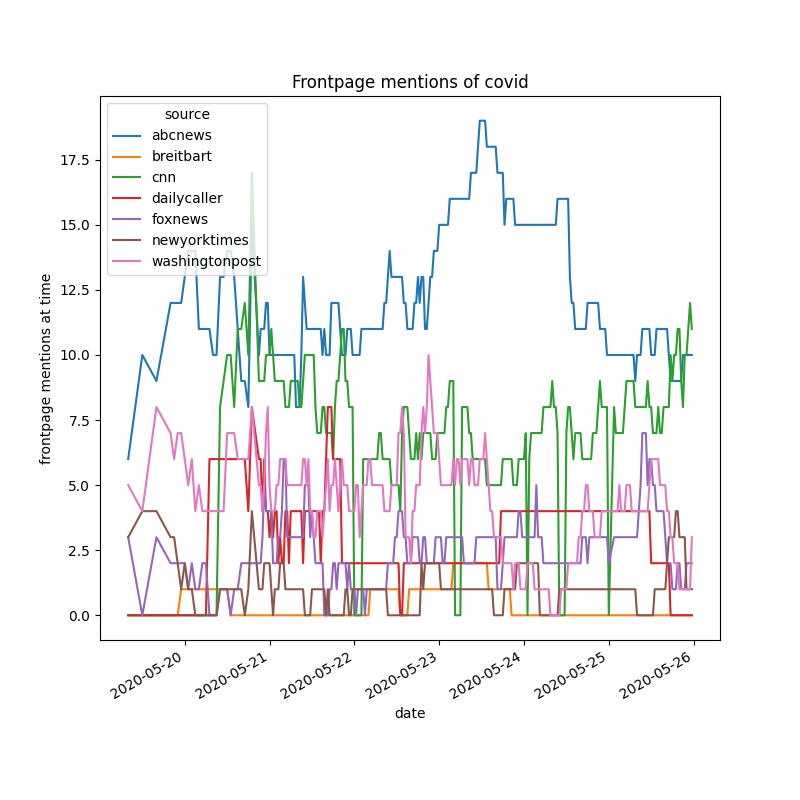 Frontpage mentions of covid
source
abcnews
breitbart
cnn
dailycaller
foxnews
newyorktimes
washingtonpost
frontpage mentions at time
17.5
15.0
12.5
10.0
7.5
5.0
2.5
0.0
2020-05-20
2020-05-21
2020-05-22
2020-05-23
2020-05-24
2020-05-25
2020-05-26
date